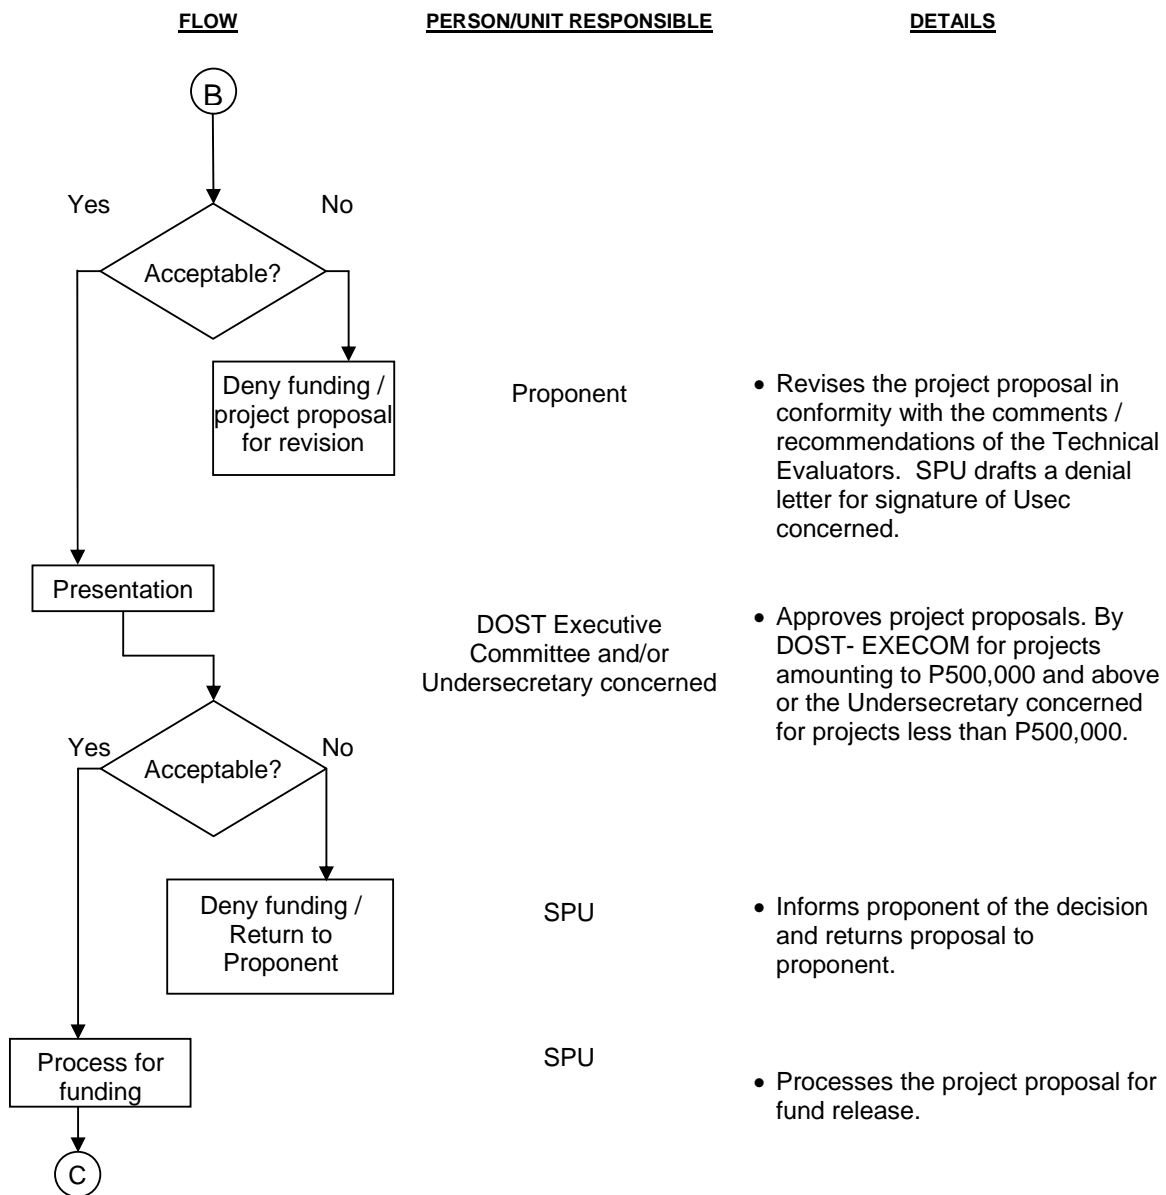 FLOW PERSON/UNIT RESPONSIBLE DETAILS
B
Yes No
Acceptable?
Deny funding /
project proposal
for revision
Proponent
• Revises the project proposal in
conformity with the comments /
recommendations of the Technical
Evaluators.  SPU drafts a denial
letter for signature of Usec
concerned.
Presentation
DOST Executive
Committee and/or
Undersecretary concerned
• Approves project proposals. By
DOST- EXECOM for projects
amounting to P500,000 and above
or the Undersecretary concerned
for projects less than P500,000.
Yes No
Acceptable?
Deny funding /
Return to
Proponent
SPU
• Informs proponent of the decision
and returns proposal to
proponent.
Process for
funding
SPU
• Processes the project proposal for
fund release.
C